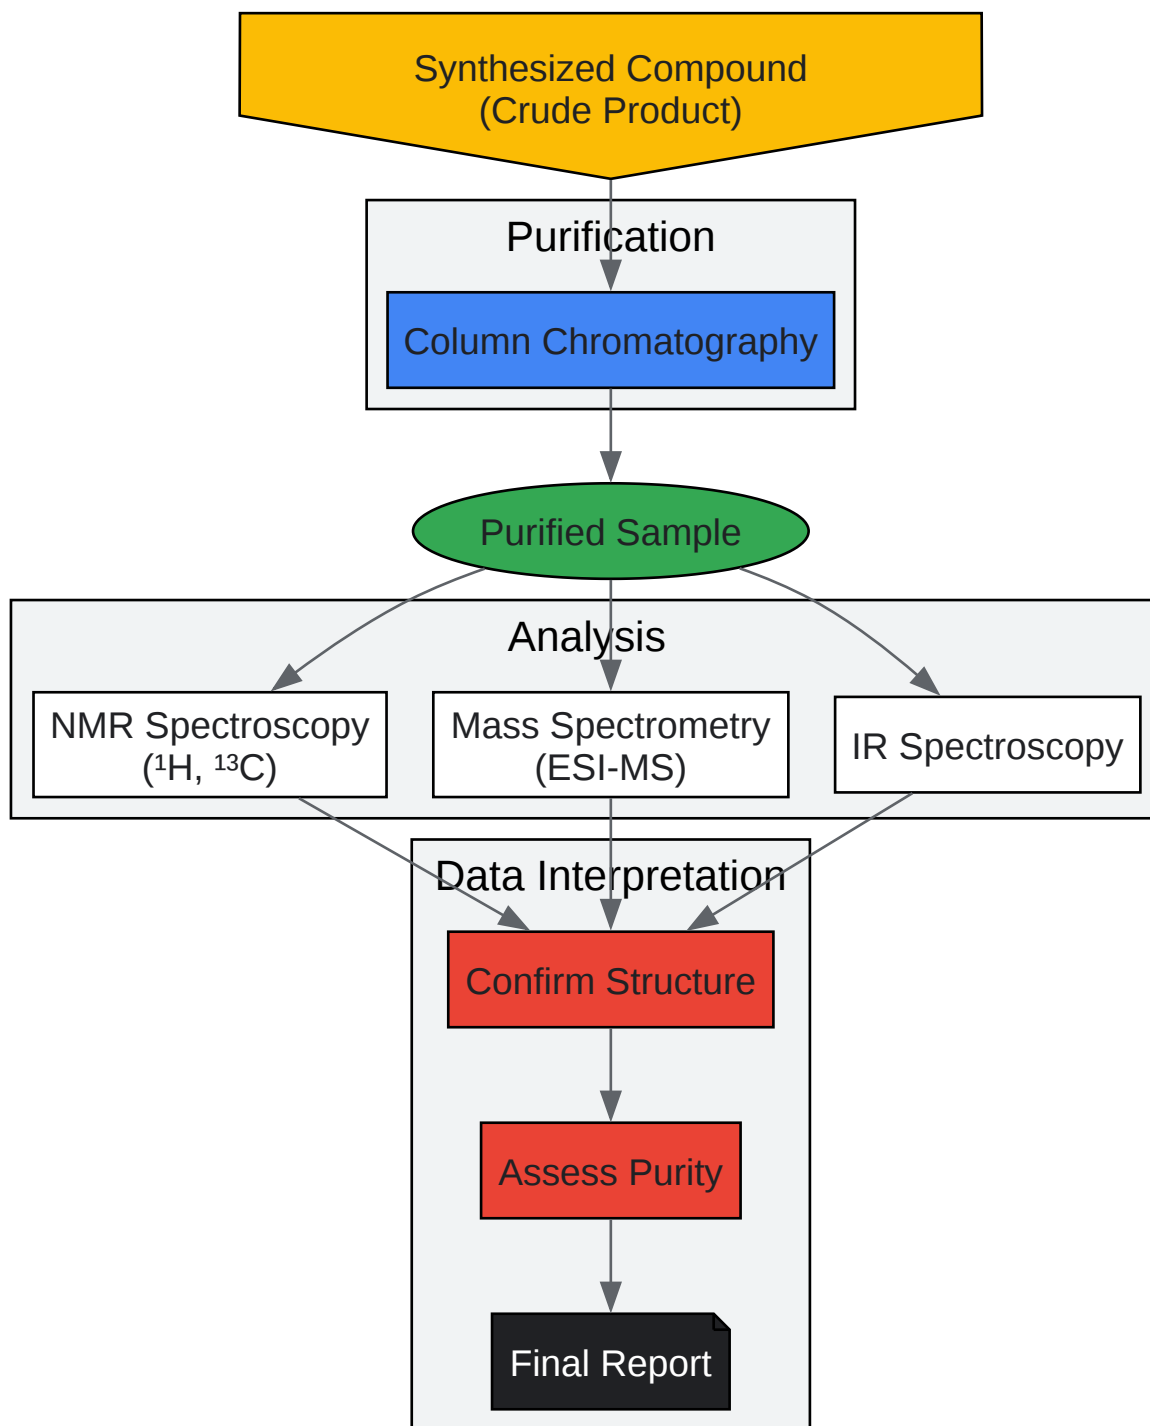 Synthesized Compound
(Crude Product)
Purification
Column Chromatography
Purified Sample
Analysis
NMR Spectroscopy
(¹H, ¹³C)
Mass Spectrometry
(ESI-MS)
IR Spectroscopy
Data Interpretation
Confirm Structure
Assess Purity
Final Report